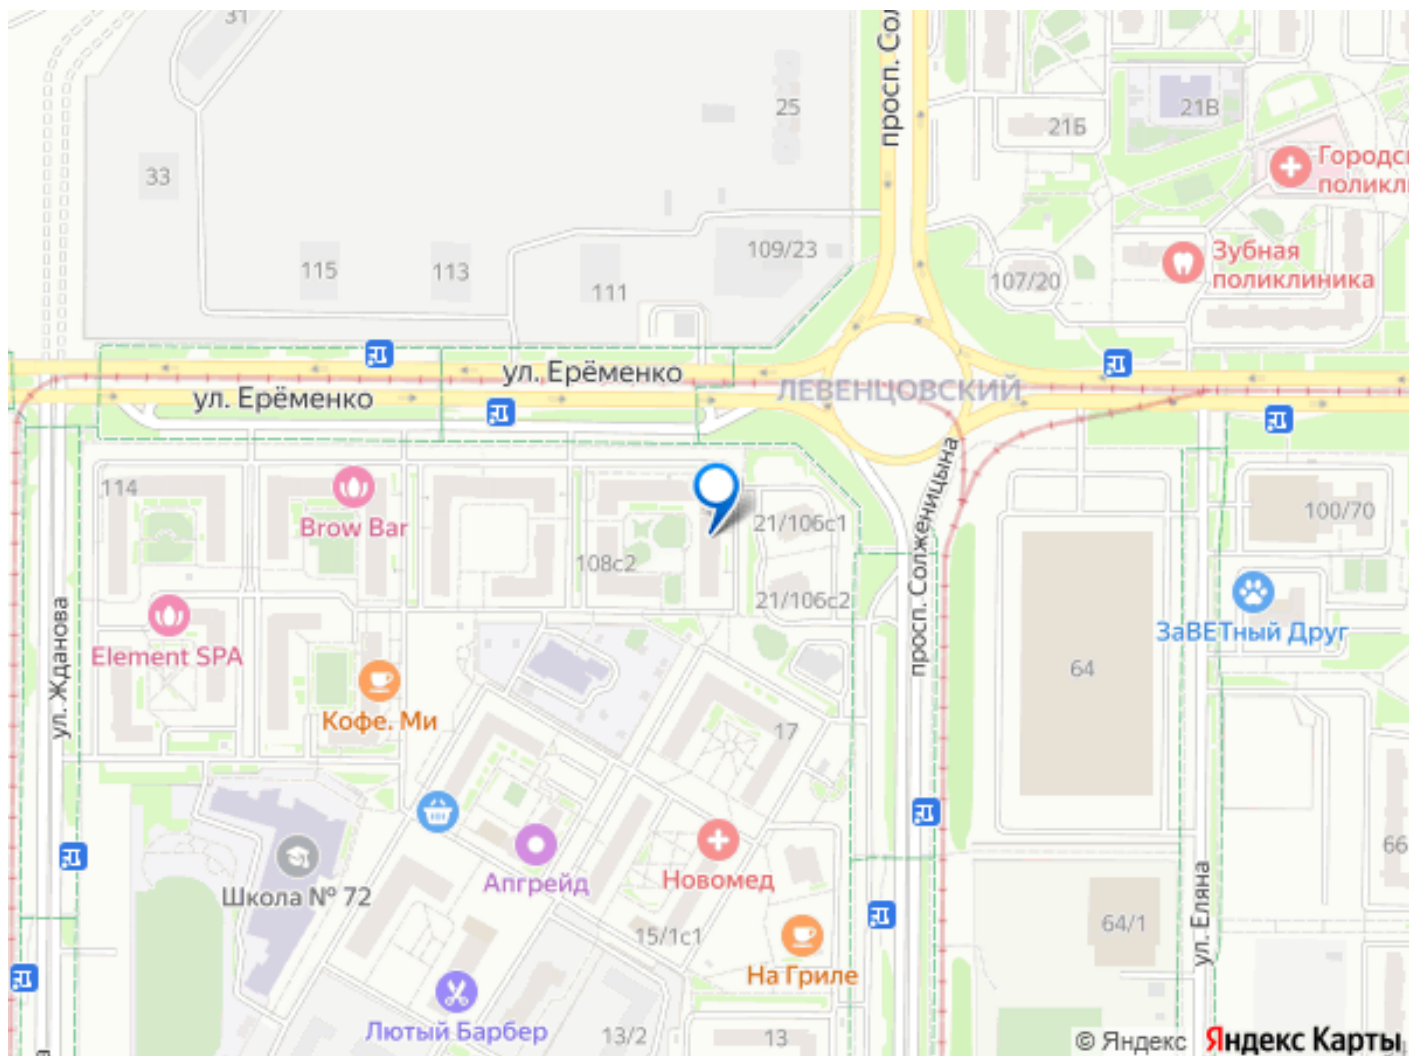 31
просп. Со
25
21Б
21В
33
Городс
поликл
115
113
111
109/23
107/20
Зубная
поликлиника
ул. Ерёменко
ул. Ерёменко
ЛЕВЕНЦОВСКИЙ
114
Brow Bar
108с2
21/106с1
21/106с2
просп. Солженицына
100/70
ЗаВЕТный Друг
64
ул. Жданова
Element SPA
Кофе. Ми
17
Школа № 72
Апгрейд
Новомед
66
15/1с1
64/1
ул. Еляна
На Гриле
Лютый Барбер
13/2
13
© Яндекс
Яндекс Карты